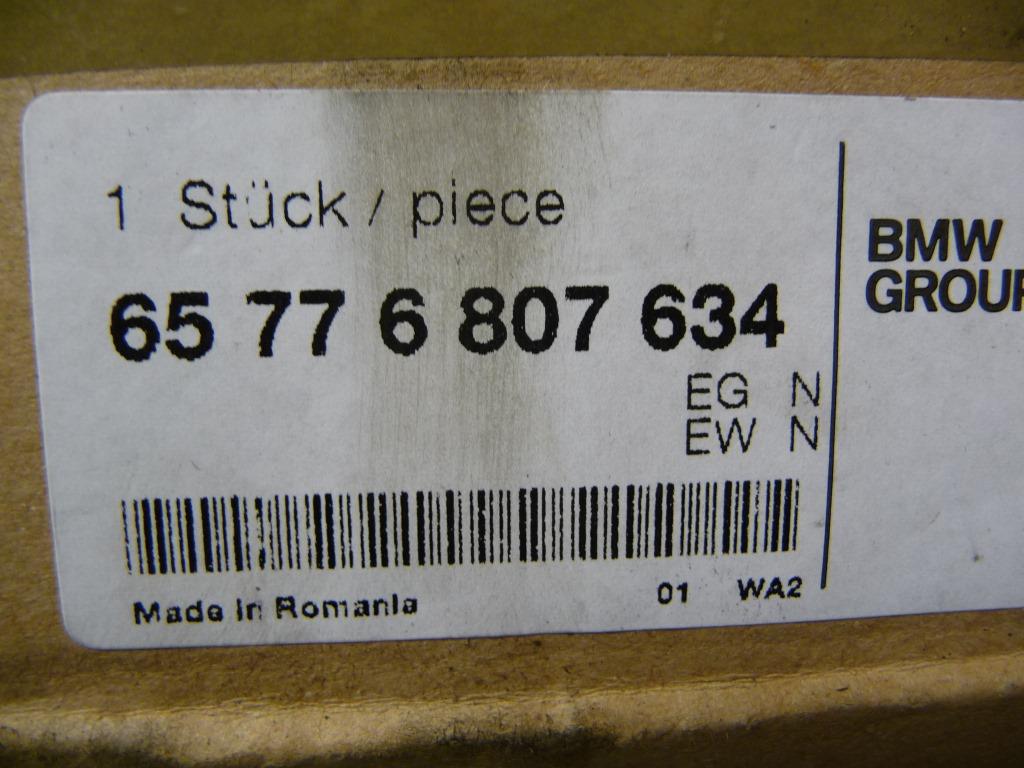 1 Stück / piece
65 77 6 807 634
EG N
EW N
Made in Romania 01 WA2
BMW
GROUP